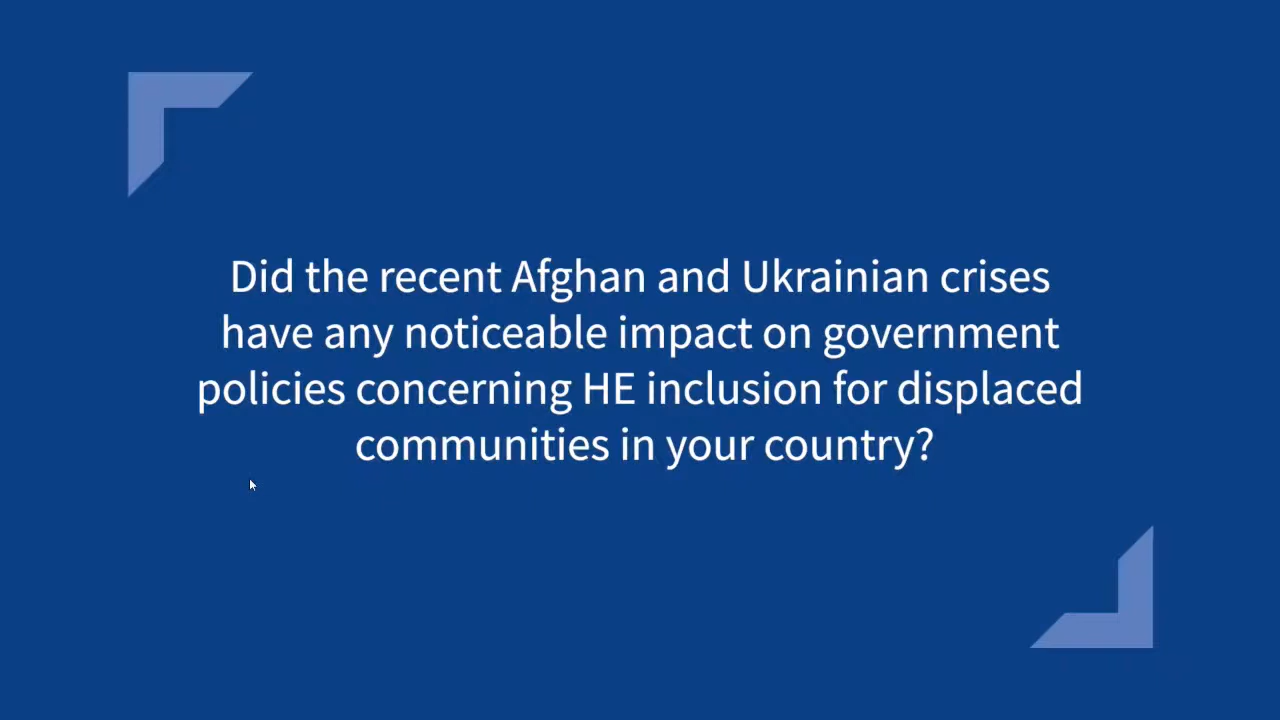 Did the recent Afghan and Ukrainian crises
have any noticeable impact on government
policies concerning HE inclusion for displaced
communities in your country?